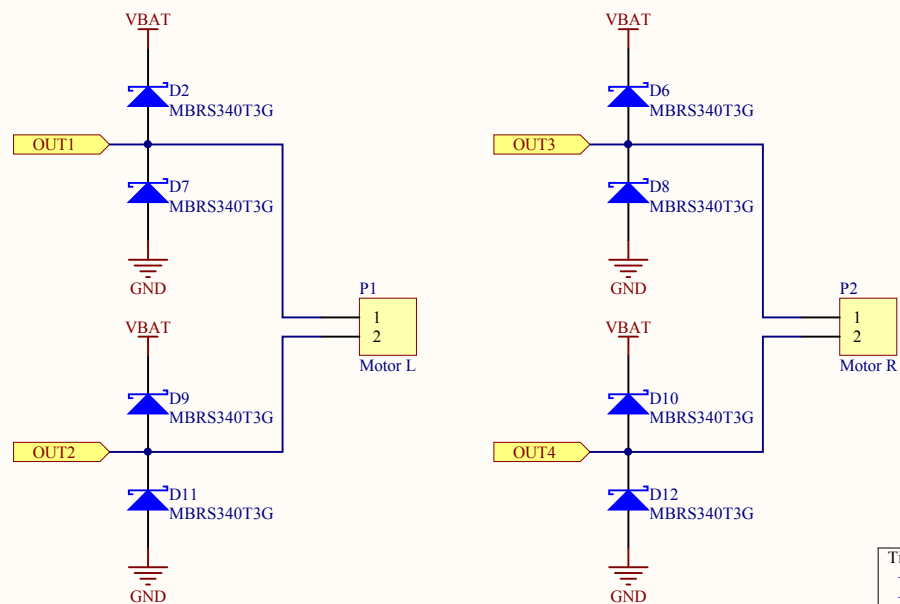 VBAT
D2
MBRS340T3G
OUT1
D7
MBRS340T3G
GND
P1
1
2
Motor L
VBAT
D9
MBRS340T3G
OUT2
D11
MBRS340T3G
GND
VBAT
D6
MBRS340T3G
OUT3
D8
MBRS340T3G
GND
P2
1
2
Motor R
VBAT
D10
MBRS340T3G
OUT4
D12
MBRS340T3G
GND